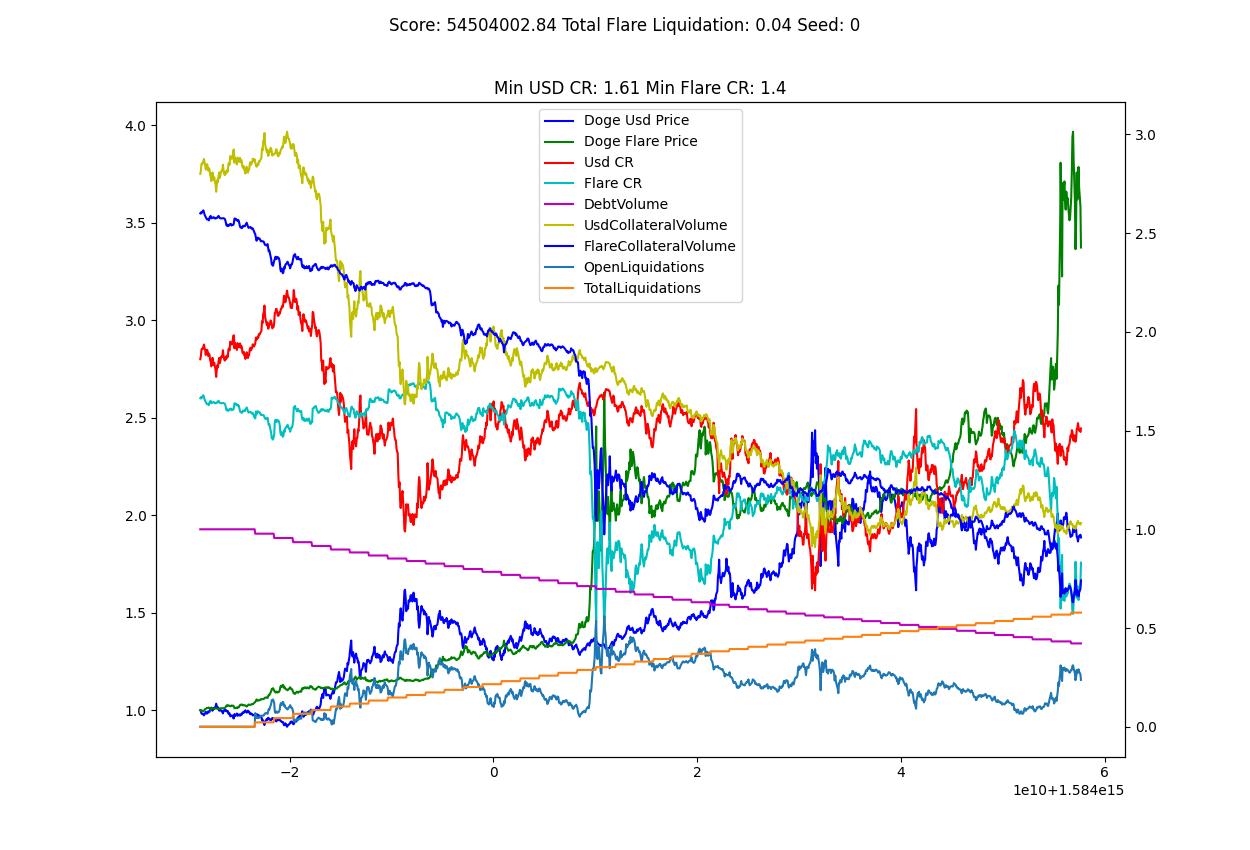 Score: 54504002.84 Total Flare Liquidation: 0.04 Seed: 0
Min USD CR: 1.61 Min Flare CR: 1.4
Doge Usd Price
Doge Flare Price
Usd CR
Flare CR
DebtVolume
UsdCollateralVolume
FlareCollateralVolume
OpenLiquidations
TotalLiquidations
4.0
3.5
3.0
2.5
2.0
1.5
1.0
3.0
2.5
2.0
1.5
1.0
0.5
0.0
−2 0 2 4 6
1e10+1.584e15